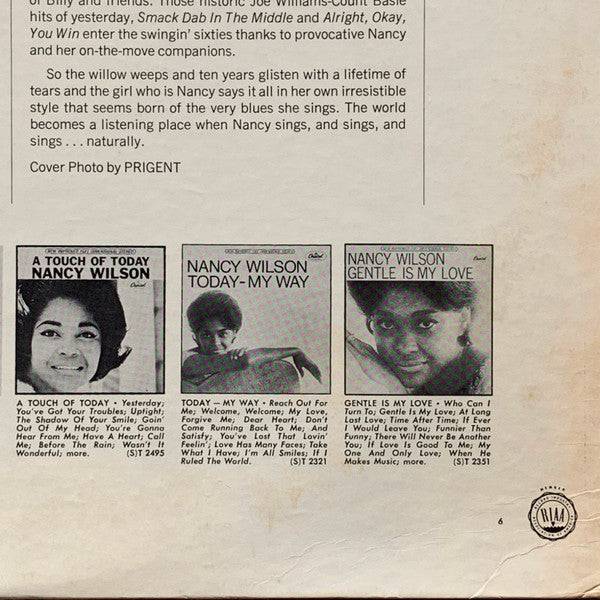 of Billy and friends. Those historic Joe Williams-Count Basie
hits of yesterday, Smack Dab In The Middle and Alright, Okay,
You Win enter the swingin' sixties thanks to provocative Nancy
and her on-the-move companions.
So the willow weeps and ten years glisten with a lifetime of
tears and the girl who is Nancy says it all in her own irresistible
style that seems born of the very blues she sings. The world
becomes a listening place when Nancy sings, and sings, and
sings . . . naturally.
Cover Photo by PRIGENT
A TOUCH OF TODAY
NANCY WILSON
Capitol
A TOUCH OF TODAY • Yesterday;
You've Got Your Troubles; Uptight;
The Shadow Of Your Smile; Goin'
Out Of My Head; You're Gonna
Hear From Me; Have A Heart; Call
Me; Before The Rain; Wasn't It
Wonderful; more. (S)T 2495
Capitol
NANCY WILSON
TODAY-MY WAY
TODAY — MY WAY • Reach Out For
Me; Welcome, Welcome; My Love,
Forgive Me; Dear Heart; Don't
Come Running Back To Me; And
Satisfy; You've Lost That Lovin'
Feelin'; Love Has Many Faces; Take
What I Have; I'm All Smiles; If I
Ruled The World. (S)T 2321
NANCY WILSON
Capitol
GENTLE IS MY LOVE
GENTLE IS MY LOVE • Who Can I
Turn To; Gentle Is My Love; At Long
Last Love; Time After Time; If Ever
I Would Leave You; Funnier Than
Funny; There Will Never Be Another
You; If Love Is Good To Me; My
One And Only Love; When He
Makes Music; more. (S)T 2351
6
RIAA